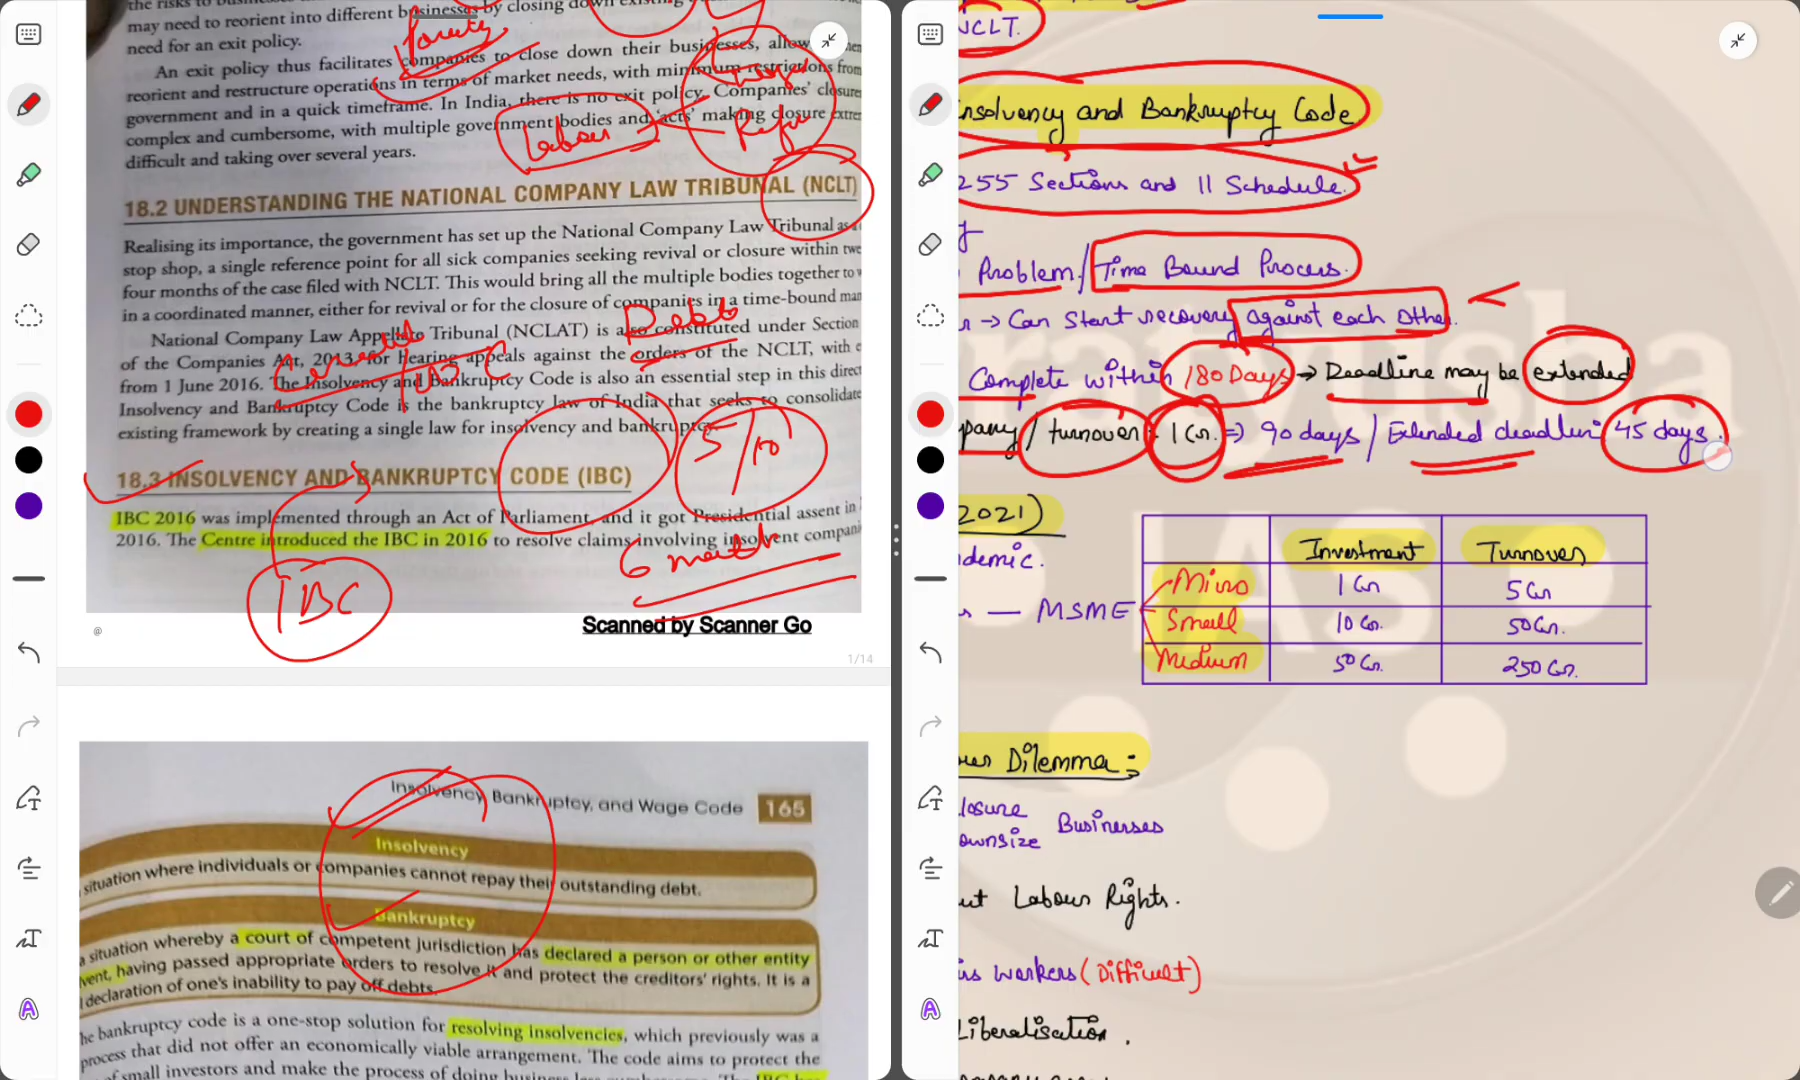 may need to reorient into different businesses by closing down existing
need for an exit policy.
An exit policy thus facilitates companies to close down their businesses, allow
reorient and restructure operations in terms of market needs, with minimum restrictions from
government and in a quick timeframe. In India, there is no exit policy. Companies' closure
complex and cumbersome, with multiple government bodies and 'acts' making closure
difficult and taking over several years.
Labour
18.2 UNDERSTANDING THE NATIONAL COMPANY LAW TRIBUNAL (NCLT)
Realising its importance, the government has set up the National Company Law Tribunal as
stop shop, a single reference point for all sick companies seeking revival or closure within
four months of the case filed with NCLT. This would bring all the multiple bodies together to
in a coordinated manner, either for revival or for the closure of companies in a time-bound
National Company Law Appellate Tribunal (NCLAT) is also constituted under Section
of the Companies Act, 2013, for hearing appeals against the orders of the NCLT, with
from 1 June 2016. The Insolvency and Bankruptcy Code is also an essential step in this
Insolvency and Bankruptcy Code is the bankruptcy law of India that seeks to consolidate
existing framework by creating a single law for insolvency and bankruptcy.
Debt
5/10
18.3 INSOLVENCY AND BANKRUPTCY CODE (IBC)
IBC 2016 was implemented through an Act of Parliament, and it got Presidential assent in
2016. The Centre introduced the IBC in 2016 to resolve claims involving insolvent
6 month
IBC
@
Scanned by Scanner Go
1/14
Insolvency, Bankruptcy, and Wage Code 165
Insolvency
situation where individuals or companies cannot repay their outstanding debt.
Bankruptcy
situation whereby a court of competent jurisdiction has declared a person or other entity
having passed appropriate orders to resolve it and protect the creditors' rights. It is a
declaration of one's inability to pay off debts.
bankruptcy code is a one-stop solution for resolving insolvencies, which previously was a
process that did not offer an economically viable arrangement. The code aims to protect the
of small investors and make the process of doing business
NCLT.
Insolvency and Bankruptcy Code
255 Sections and 11 Schedule.
Problem / Time Bound Process.
→ Can start recovery against each other.
Complete within 180 Days → Deadline may be extended
turnover 1 Cr. ⇒ 90 days / Extended deadline 45 days.
2021)
— MSME
Investment Turnover
Micro 1 Cr 5 Cr
Small 10 Cr. 50 Cr.
Medium 50 Cr. 250 Cr.
Dilemma :-
Businesses
Labour Rights.
workers (Difficult)
Liberalisation.
IAS